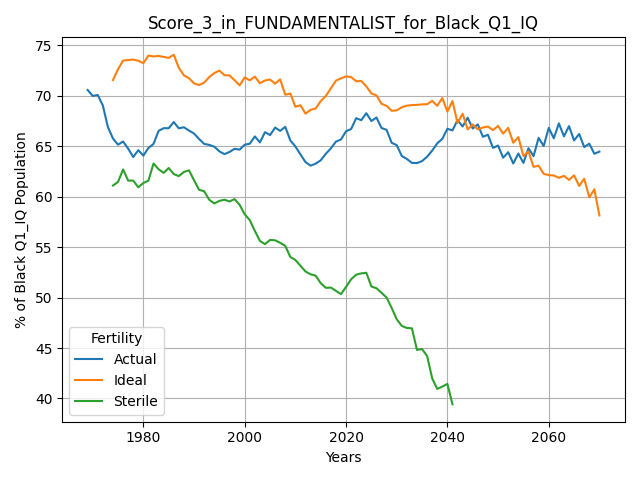 Score_3_in_FUNDAMENTALIST_for_Black_Q1_IQ
% of Black Q1_IQ Population
75
70
65
60
55
50
45
40
Fertility
Actual
Ideal
Sterile
1980
2000
2020
2040
2060
Years